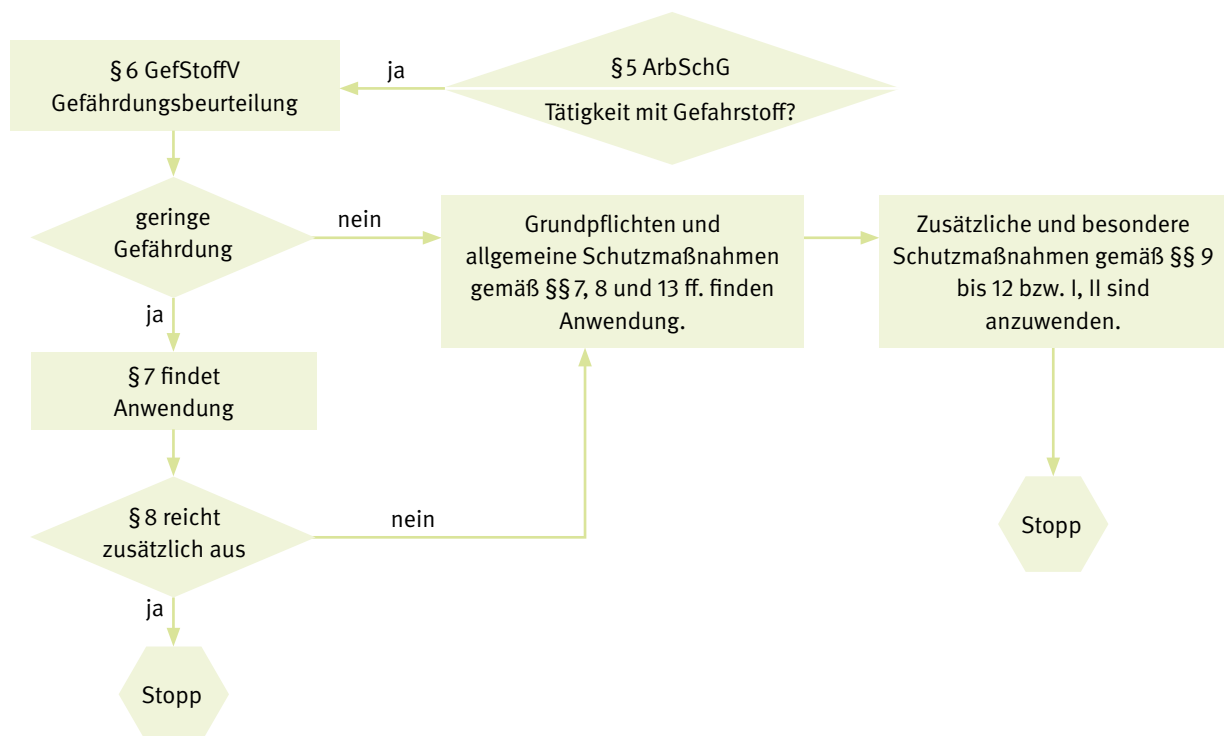 § 5 ArbSchG
Tätigkeit mit Gefahrstoff?
ja
§ 6 GefStoffV
Gefährdungsbeurteilung
geringe
Gefährdung
nein
ja
§ 7 findet
Anwendung
§ 8 reicht
zusätzlich aus
nein
ja
Stopp
Grundpflichten und
allgemeine Schutzmaßnahmen
gemäß §§ 7, 8 und 13 ff. finden
Anwendung.
Zusätzliche und besondere
Schutzmaßnahmen gemäß §§ 9
bis 12 bzw. I, II sind
anzuwenden.
Stopp